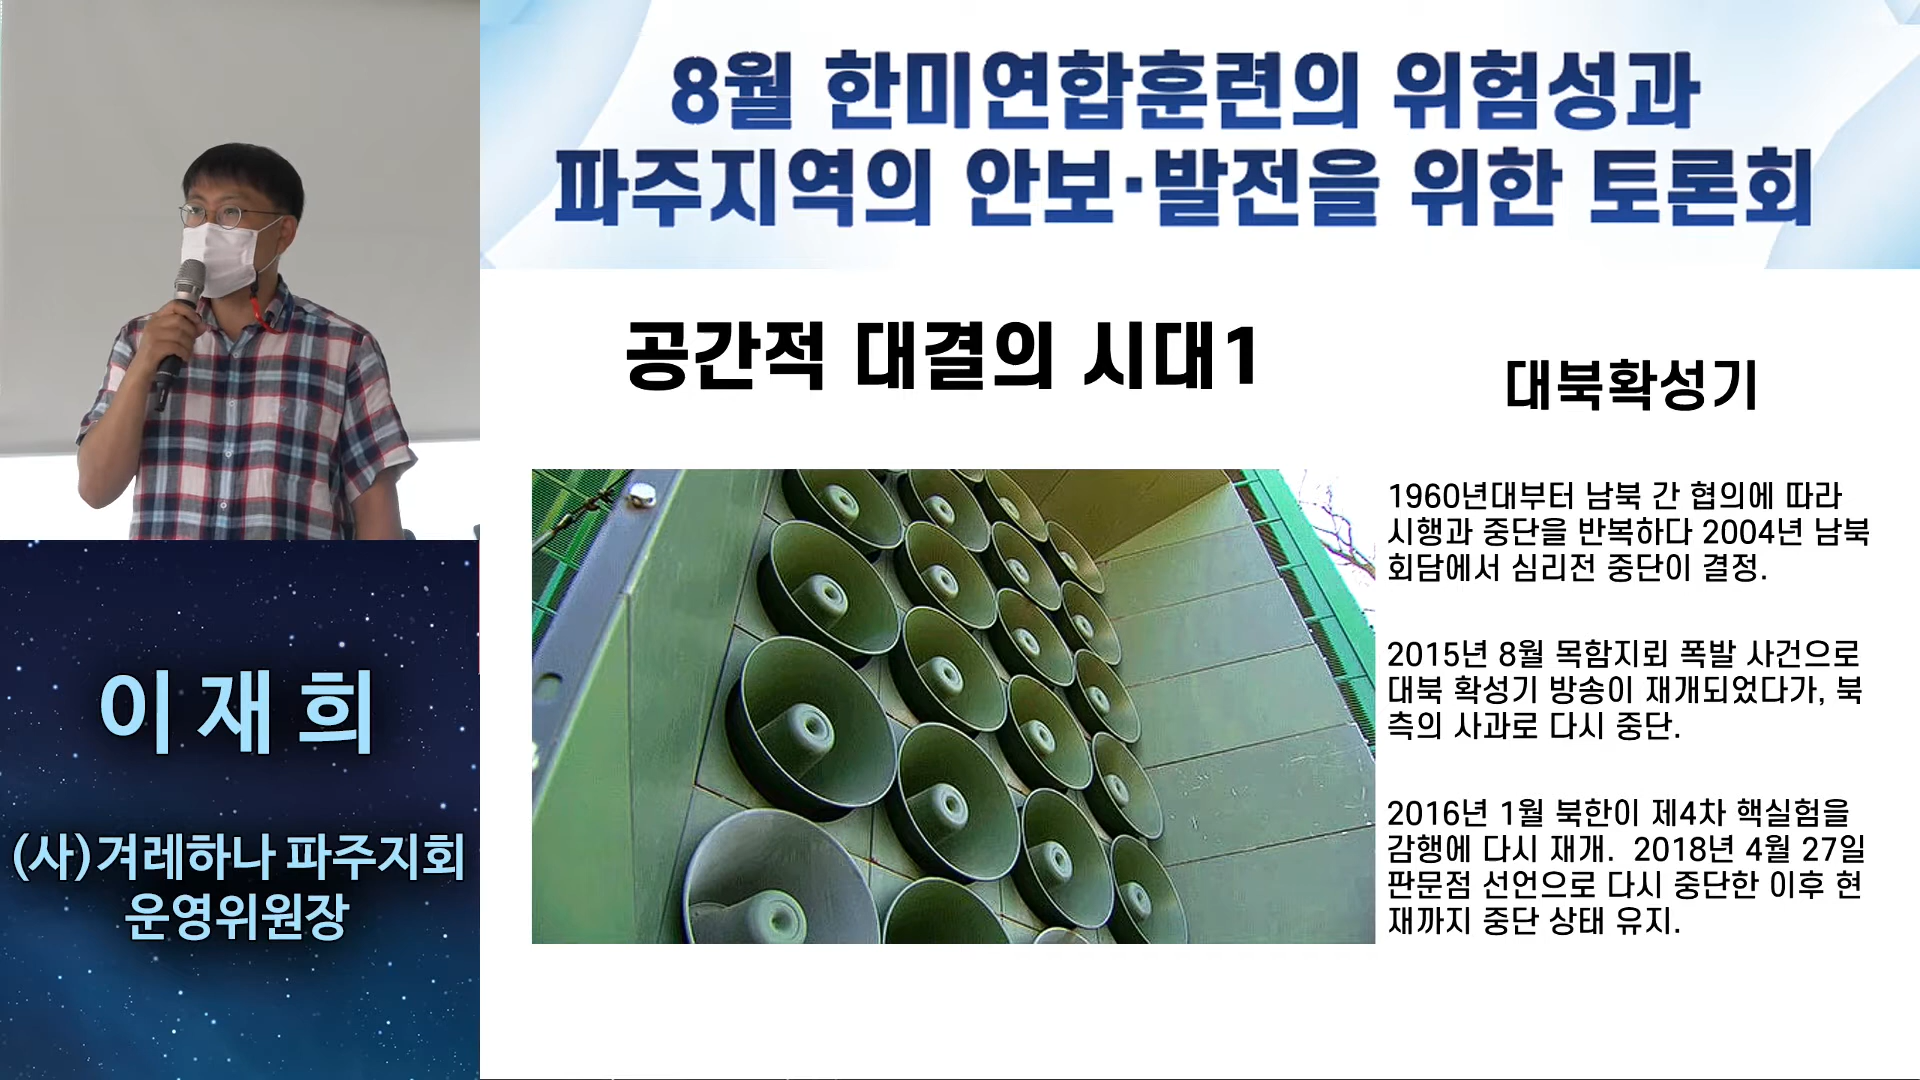 8월 한미연합훈련의 위험성과
파주지역의 안보·발전을 위한 토론회
공간적 대결의 시대1
대북확성기
1960년대부터 남북 간 협의에 따라
시행과 중단을 반복하다 2004년 남북
회담에서 심리전 중단이 결정.
2015년 8월 목함지뢰 폭발 사건으로
대북 확성기 방송이 재개되었다가, 북
측의 사과로 다시 중단.
2016년 1월 북한이 제4차 핵실험을
감행에 다시 재개. 2018년 4월 27일
판문점 선언으로 다시 중단한 이후 현
재까지 중단 상태 유지.
이재희
(사)겨레하나 파주지회
운영위원장